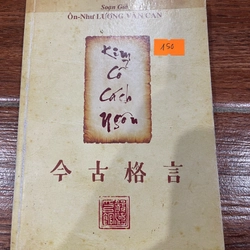 Soạn Giả
Ôn-Như LƯƠNG VĂN CAN
150
Kim
Cổ
Cách
Ngôn
今古格言